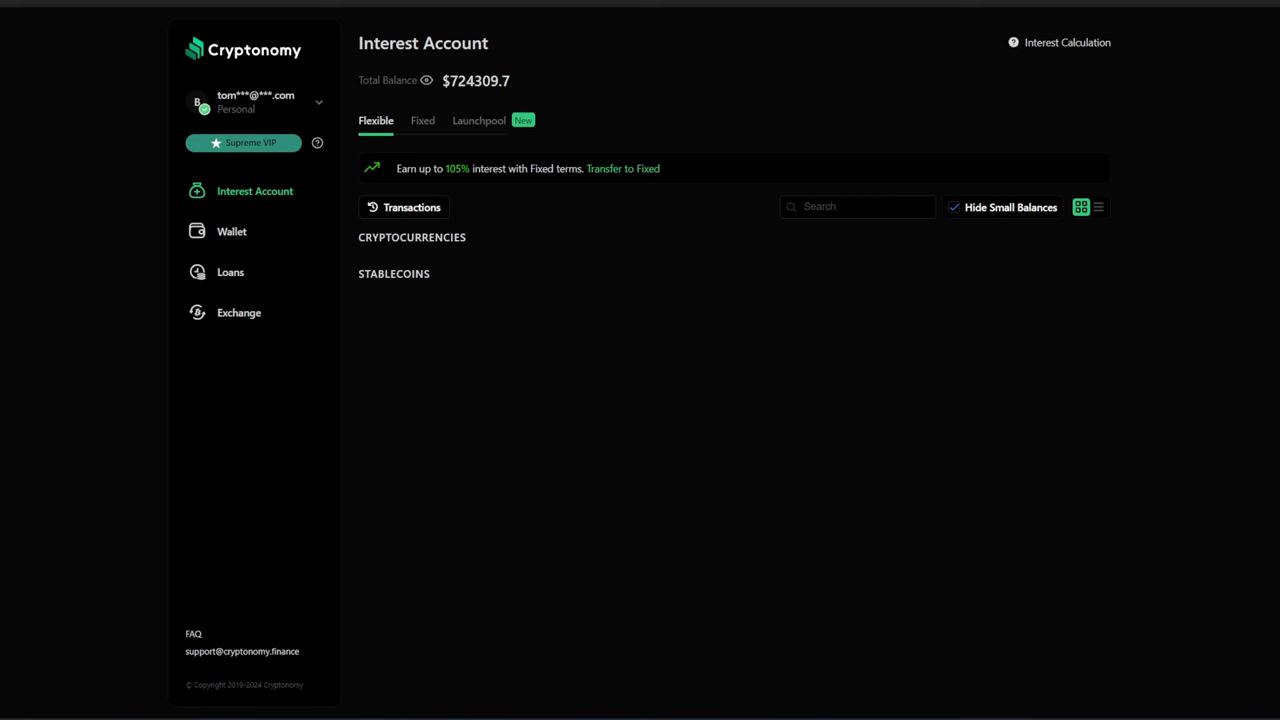 Cryptonomy
B
tom***@***.com
Personal
Supreme VIP
Interest Account
Wallet
Loans
Exchange
FAQ
support@cryptonomy.finance
© Copyright 2019-2024 Cryptonomy
Interest Account
Interest Calculation
Total Balance $724309.7
Flexible Fixed Launchpool New
Earn up to 105% interest with Fixed terms. Transfer to Fixed
Transactions Search Hide Small Balances
CRYPTOCURRENCIES
STABLECOINS